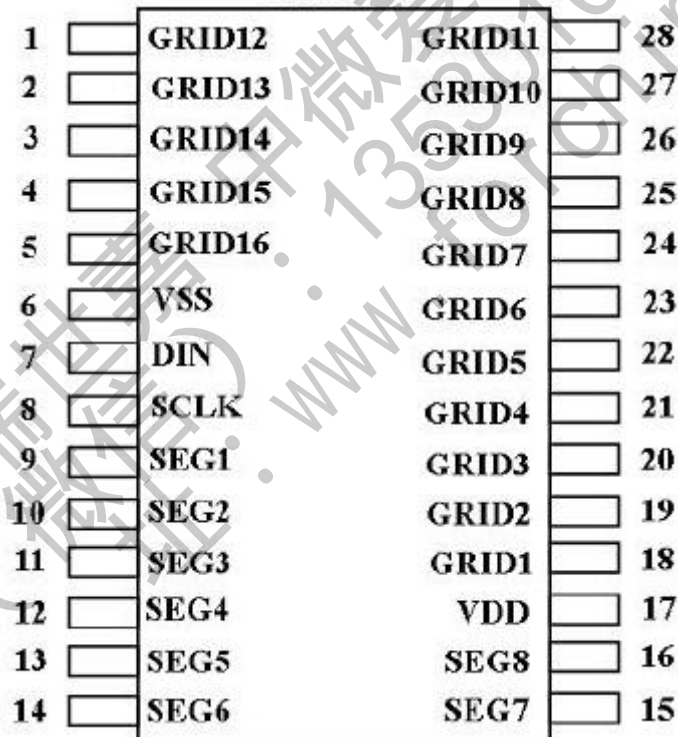 1 GRID12 GRID11 28
2 GRID13 GRID10 27
3 GRID14 GRID9 26
4 GRID15 GRID8 25
5 GRID16 GRID7 24
6 VSS GRID6 23
7 DIN GRID5 22
8 SCLK GRID4 21
9 SEG1 GRID3 20
10 SEG2 GRID2 19
11 SEG3 GRID1 18
12 SEG4 VDD 17
13 SEG5 SEG8 16
14 SEG6 SEG7 15